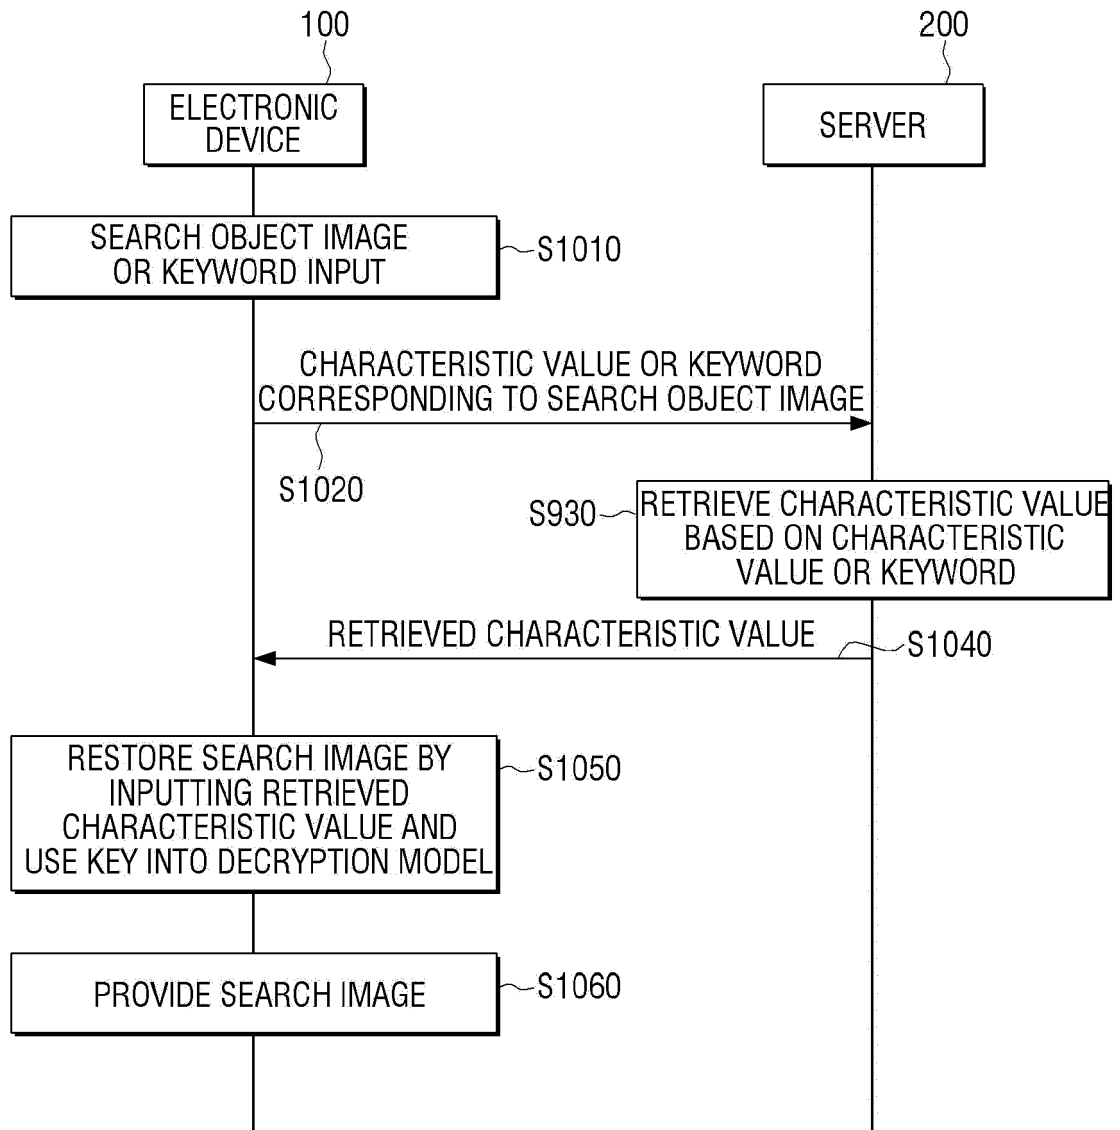 100
200
ELECTRONIC
DEVICE
SERVER
SEARCH OBJECT IMAGE
OR KEYWORD INPUT
S1010
CHARACTERISTIC VALUE OR KEYWORD
CORRESPONDING TO SEARCH OBJECT IMAGE
S1020
S930
RETRIEVE CHARACTERISTIC VALUE
BASED ON CHARACTERISTIC
VALUE OR KEYWORD
RETRIEVED CHARACTERISTIC VALUE
S1040
RESTORE SEARCH IMAGE BY
INPUTTING RETRIEVED
CHARACTERISTIC VALUE AND
USE KEY INTO DECRYPTION MODEL
S1050
PROVIDE SEARCH IMAGE
S1060